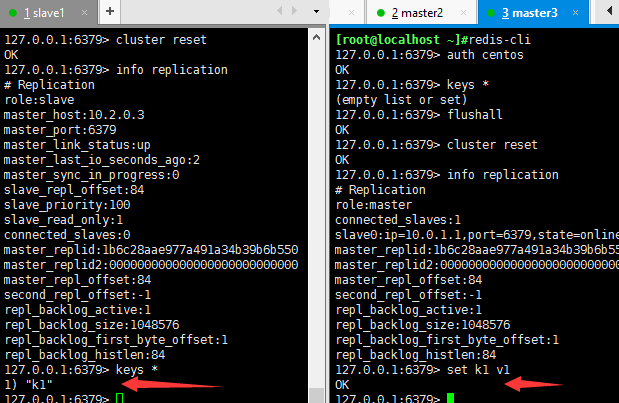 1 slave1
127.0.0.1:6379> cluster reset
OK
127.0.0.1:6379> info replication
# Replication
role:slave
master_host:10.2.0.3
master_port:6379
master_link_status:up
master_last_io_seconds_ago:2
master_sync_in_progress:0
slave_repl_offset:84
slave_priority:100
slave_read_only:1
connected_slaves:0
master_replid:1b6c28aae977a491a34b39b6b550
master_replid2:0000000000000000000000000000
master_repl_offset:84
second_repl_offset:-1
repl_backlog_active:1
repl_backlog_size:1048576
repl_backlog_first_byte_offset:1
repl_backlog_histlen:84
127.0.0.1:6379> keys *
1) "k1"
127.0.0.1:6379>
2 master2
3 master3
[root@localhost ~]#redis-cli
127.0.0.1:6379> auth centos
OK
127.0.0.1:6379> keys *
(empty list or set)
127.0.0.1:6379> flushall
OK
127.0.0.1:6379> cluster reset
OK
127.0.0.1:6379> info replication
# Replication
role:master
connected_slaves:1
slave0:ip=10.0.1.1,port=6379,state=online
master_replid:1b6c28aae977a491a34b39b6b55
master_replid2:000000000000000000000000000
master_repl_offset:84
second_repl_offset:-1
repl_backlog_active:1
repl_backlog_size:1048576
repl_backlog_first_byte_offset:1
repl_backlog_histlen:84
127.0.0.1:6379> set k1 v1
OK
127.0.0.1:6379>